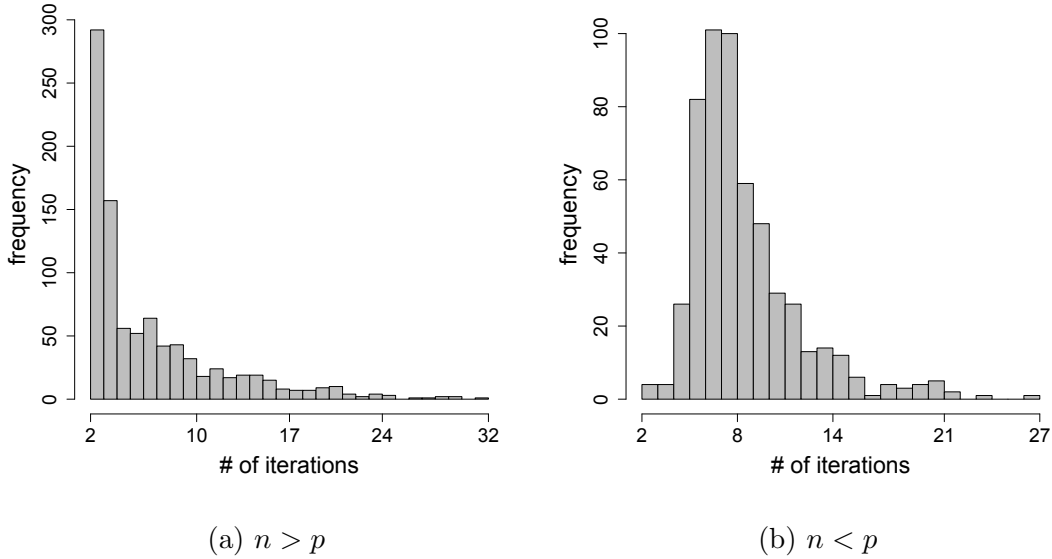 300
250
200
150
100
50
0
frequency
2 10 17 24 32
# of iterations
(a) n > p
100
80
60
40
20
0
frequency
2 8 14 21 27
# of iterations
(b) n < p